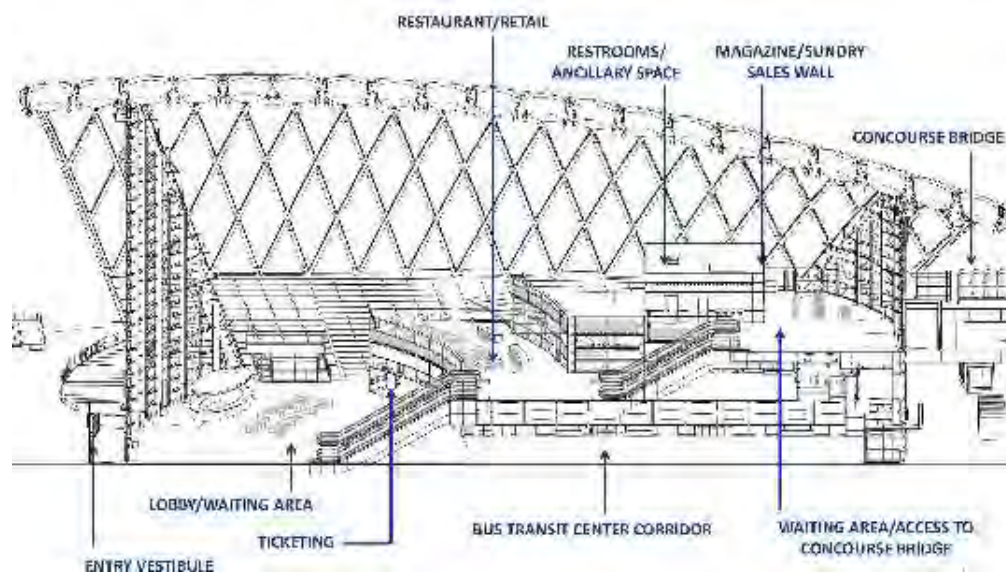 RESTAURANT/RETAIL
RESTROOMS/
ANCILLARY SPACE
MAGAZINE/SUNDRY
SALES WALL
CONCOURSE BRIDGE
LOBBY/WAITING AREA
TICKETING
ENTRY VESTIBULE
BUS TRANSIT CENTER CORRIDOR
WAITING AREA/ACCESS TO
CONCOURSE BRIDGE